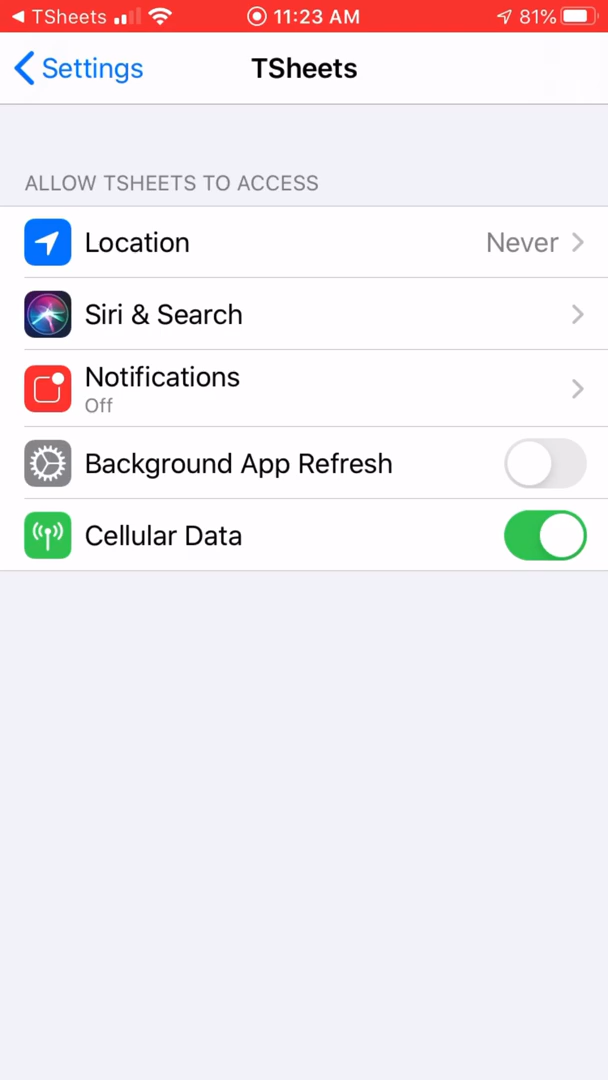 TSheets 11:23 AM 81%
Settings TSheets
ALLOW TSHEETS TO ACCESS
Location Never
Siri & Search
Notifications
Off
Background App Refresh
Cellular Data